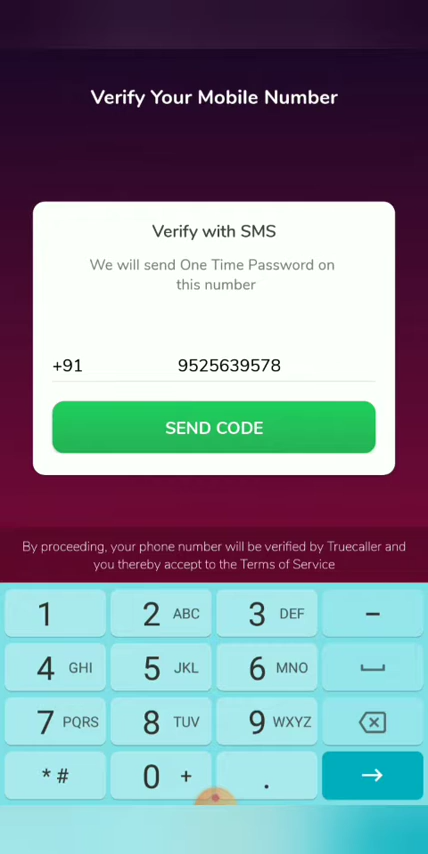 Verify Your Mobile Number
Verify with SMS
We will send One Time Password on
this number
+91 9525639578
SEND CODE
By proceeding, your phone number will be verified by Truecaller and
you thereby accept to the Terms of Service
1 2 ABC 3 DEF -
4 GHI 5 JKL 6 MNO
7 PQRS 8 TUV 9 WXYZ
* # 0 + .